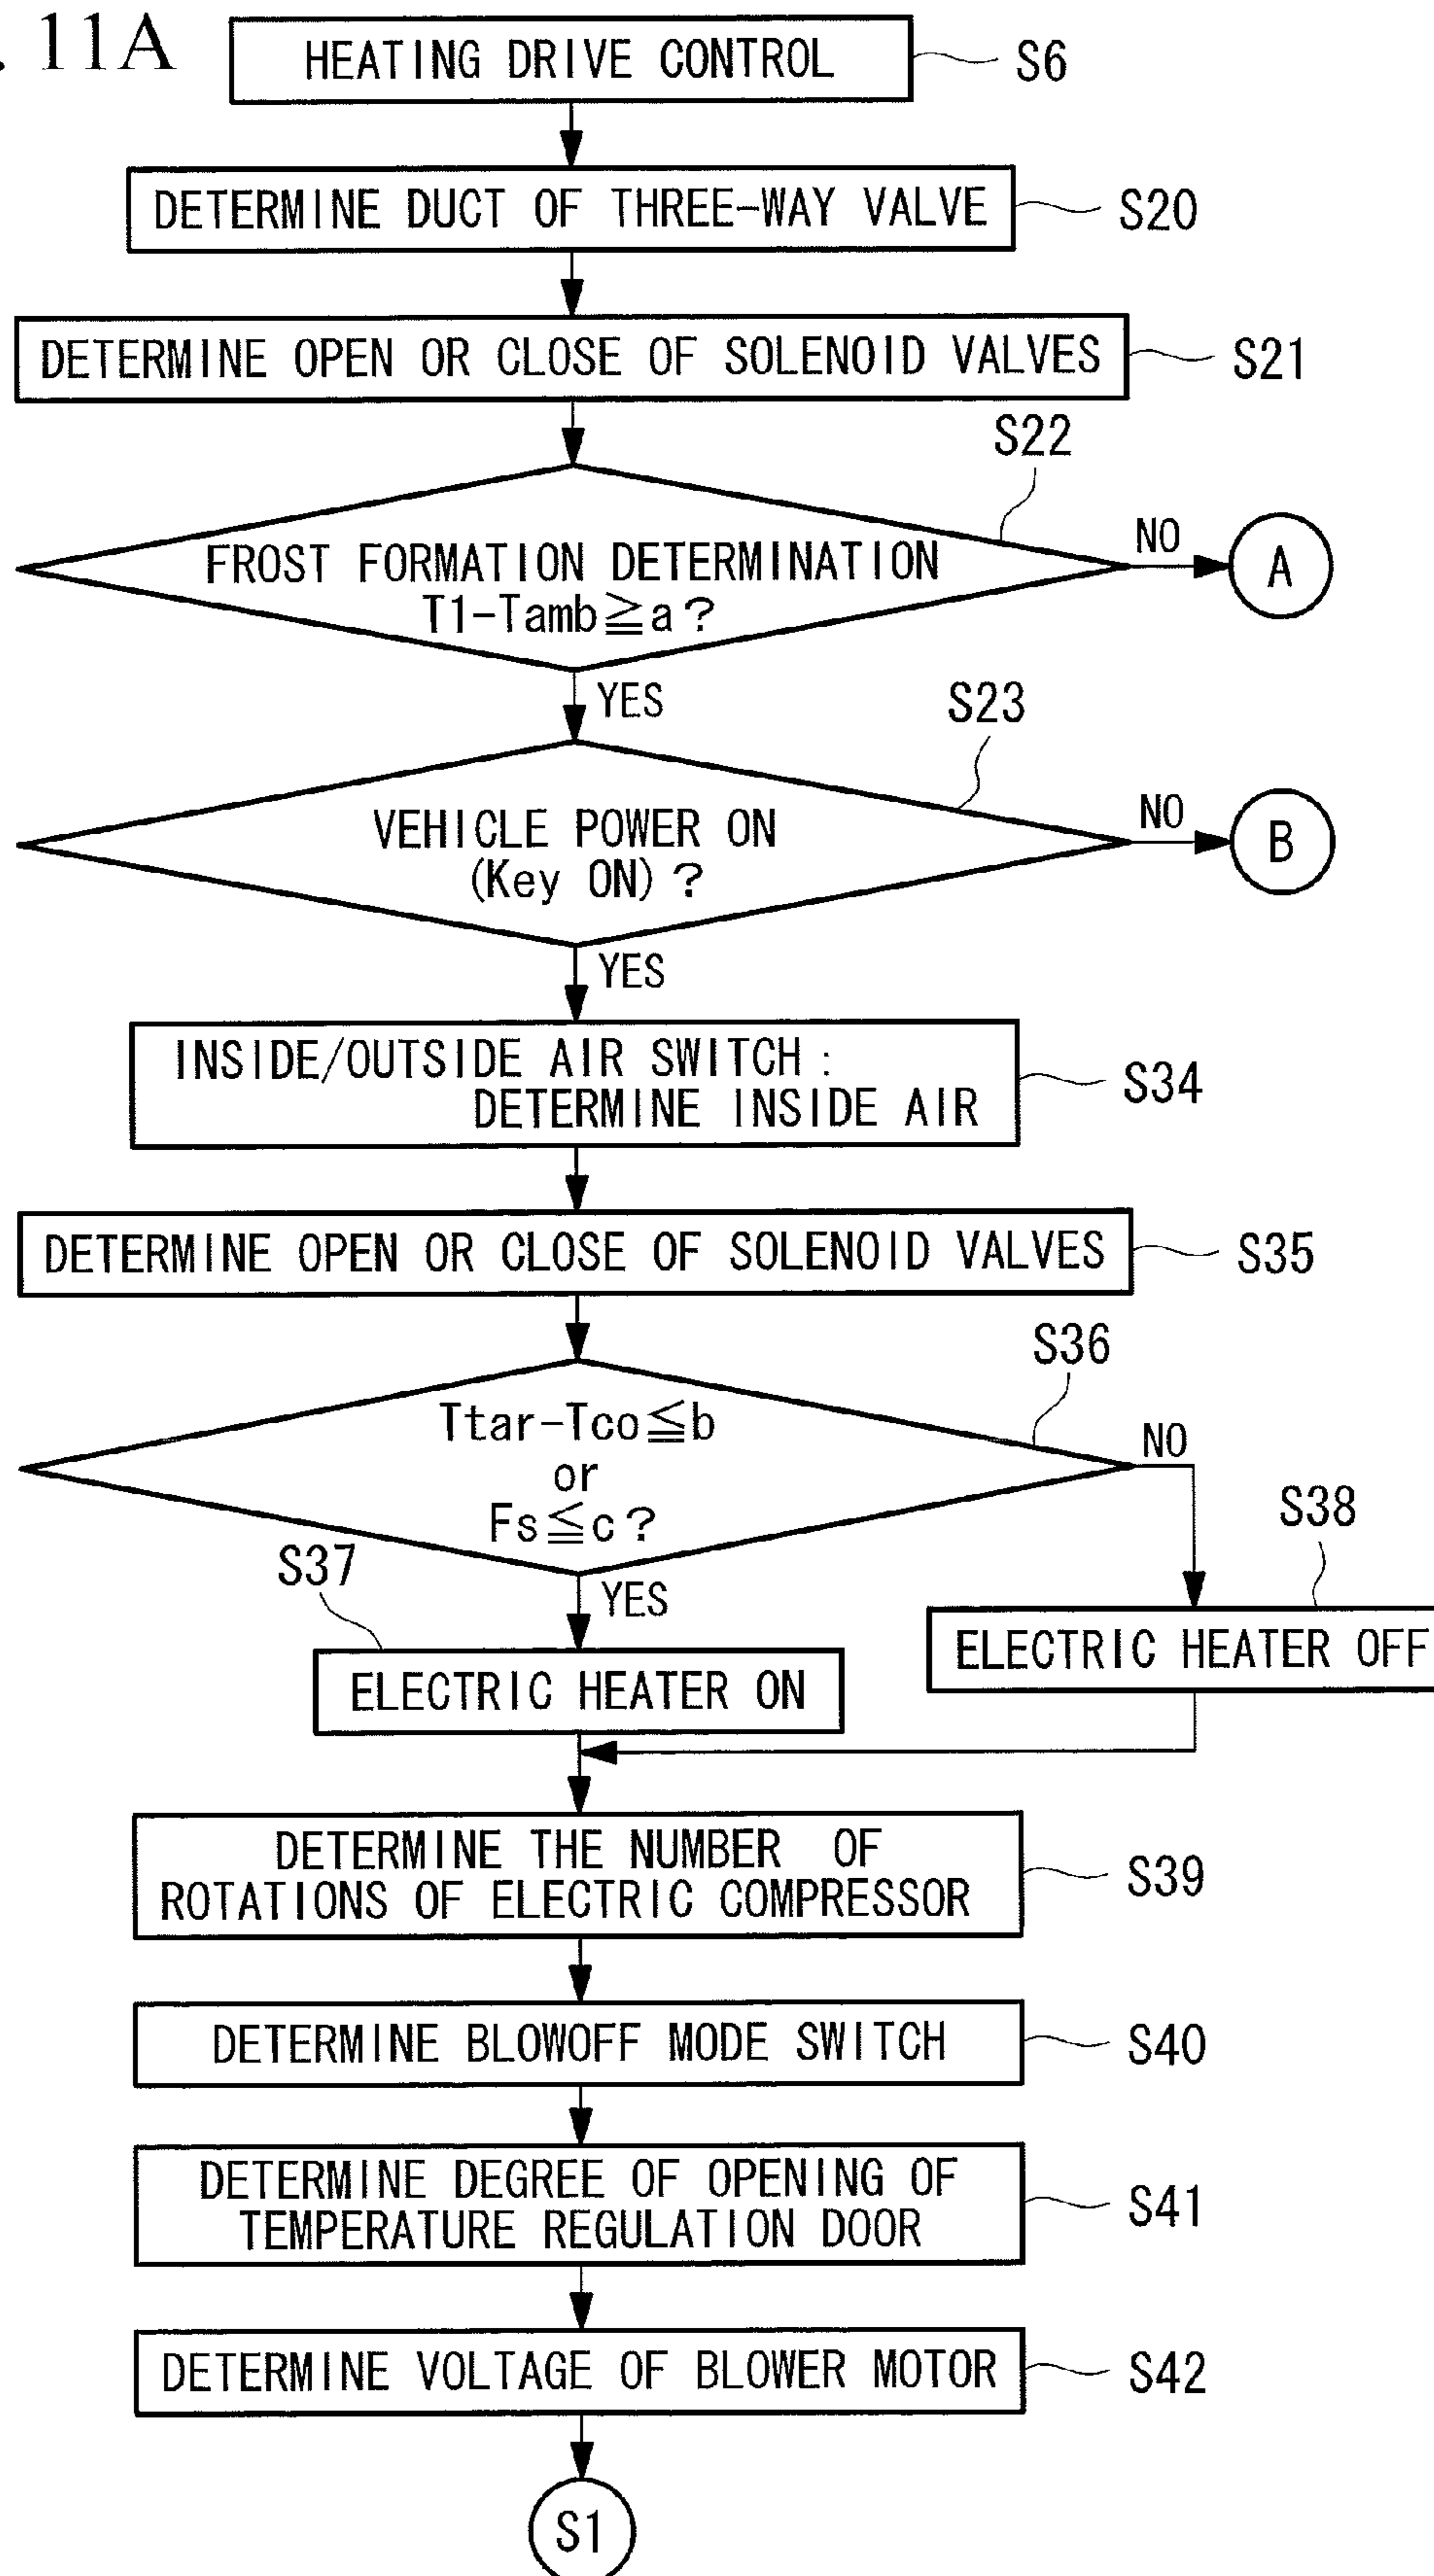 . 11A
HEATING DRIVE CONTROL
S6
DETERMINE DUCT OF THREE-WAY VALVE
S20
DETERMINE OPEN OR CLOSE OF SOLENOID VALVES
S21
S22
FROST FORMATION DETERMINATION
T1-Tamb≧a?
NO
A
YES
S23
VEHICLE POWER ON
(Key ON)?
NO
B
YES
INSIDE/OUTSIDE AIR SWITCH:
DETERMINE INSIDE AIR
S34
DETERMINE OPEN OR CLOSE OF SOLENOID VALVES
S35
S36
Ttar-Tco≦b
or
Fs≦c?
NO
S38
S37
YES
ELECTRIC HEATER OFF
ELECTRIC HEATER ON
DETERMINE THE NUMBER OF
ROTATIONS OF ELECTRIC COMPRESSOR
S39
DETERMINE BLOWOFF MODE SWITCH
S40
DETERMINE DEGREE OF OPENING OF
TEMPERATURE REGULATION DOOR
S41
DETERMINE VOLTAGE OF BLOWER MOTOR
S42
S1